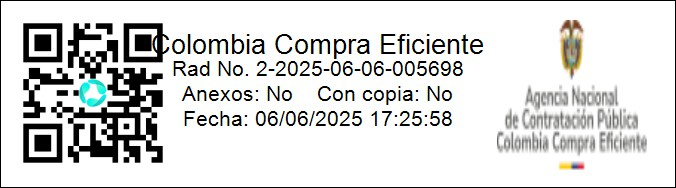 Colombia Compra Eficiente
Rad No. 2-2025-06-06-005698
Anexos: No Con copia: No
Fecha: 06/06/2025 17:25:58
Agencia Nacional
de Contratación Pública
Colombia Compra Eficiente